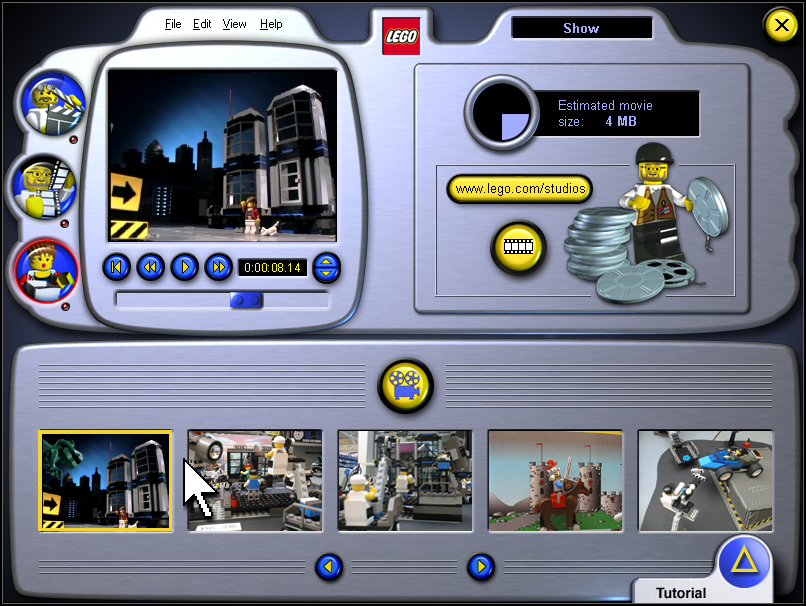 File Edit View Help
LEGO
Show
Estimated movie
size: 4 MB
www.lego.com/studios
0:00:08.14
Tutorial